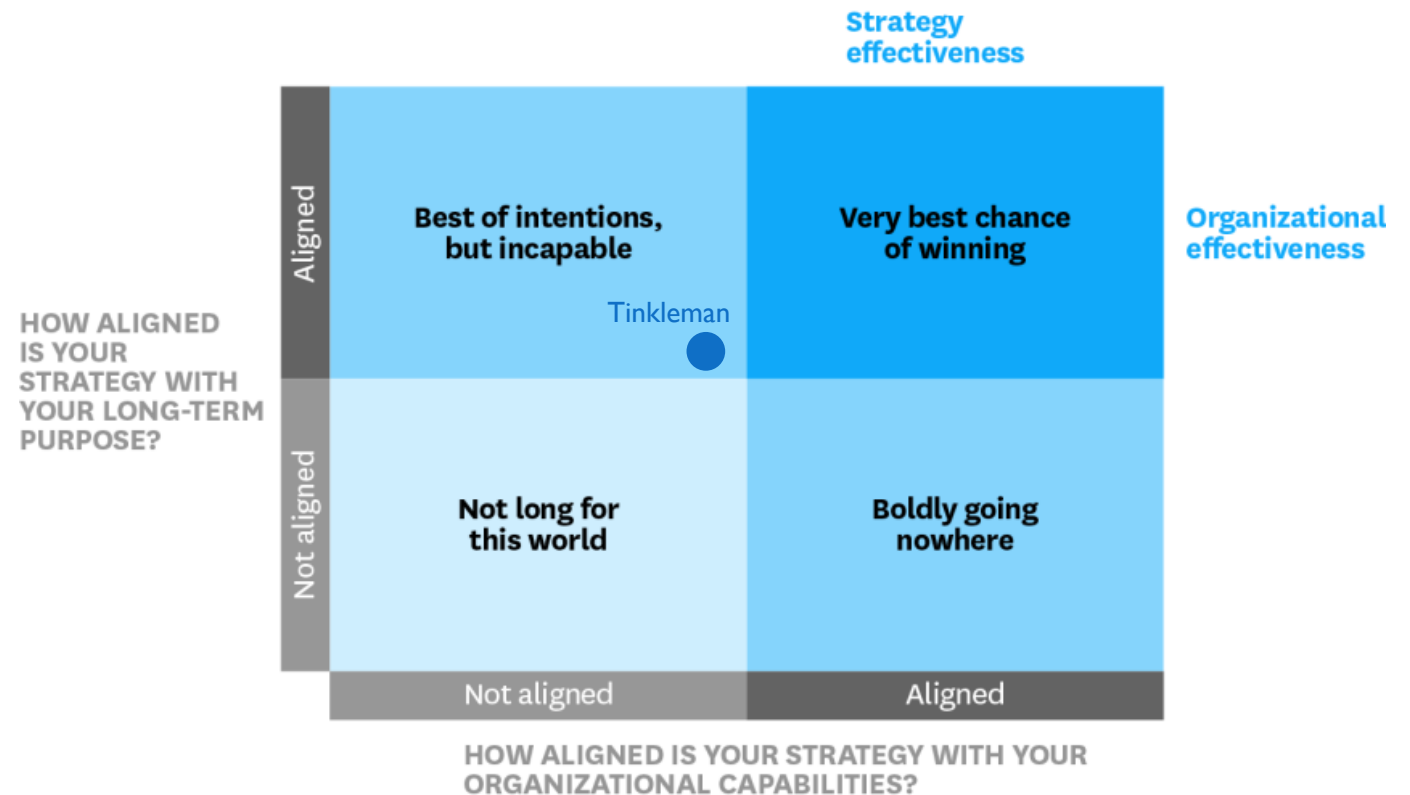 Strategy
effectiveness
Aligned
Best of intentions,
but incapable
Very best chance
of winning
Organizational
effectiveness
Tinkleman
HOW ALIGNED
IS YOUR
STRATEGY WITH
YOUR LONG-TERM
PURPOSE?
Not aligned
Not long for
this world
Boldly going
nowhere
Not aligned
Aligned
HOW ALIGNED IS YOUR STRATEGY WITH YOUR
ORGANIZATIONAL CAPABILITIES?